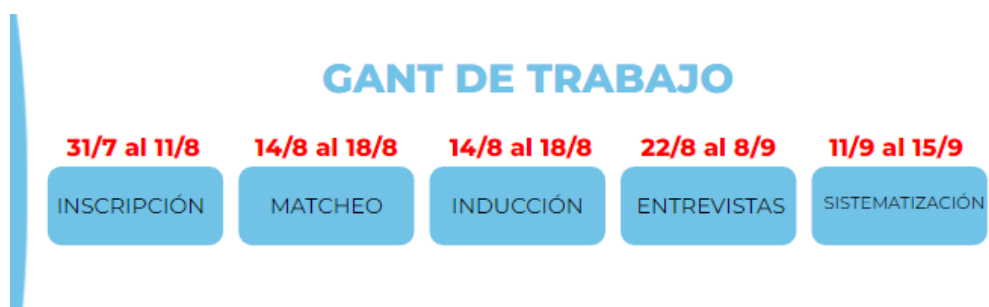 GANT DE TRABAJO
31/7 al 11/8 14/8 al 18/8 14/8 al 18/8 22/8 al 8/9 11/9 al 15/9
INSCRIPCIÓN MATCHEO INDUCCIÓN ENTREVISTAS SISTEMATIZACIÓN